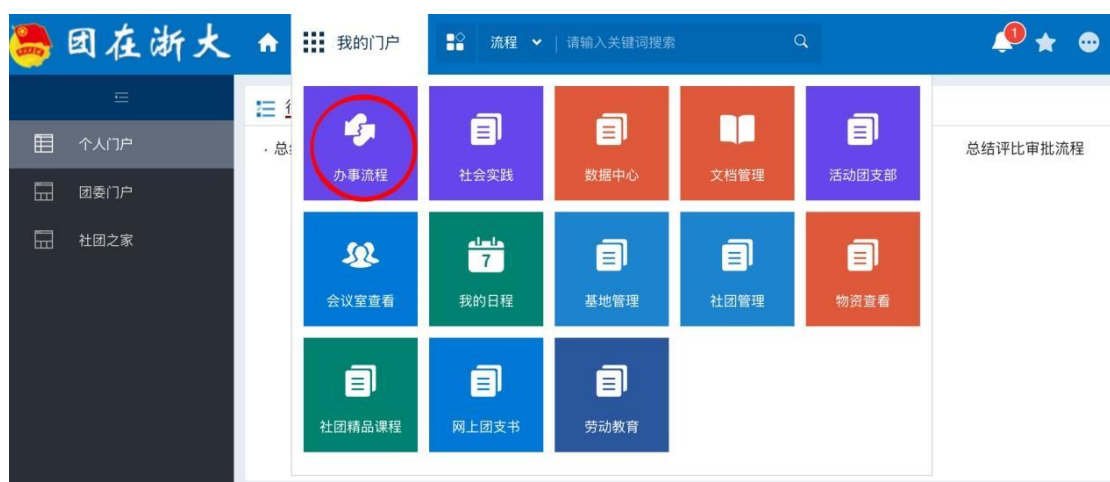 团在浙大
我的门户
流程
请输入关键词搜索
1
个人门户
团委门户
社团之家
· 总
总结评比审批流程
办事流程
社会实践
数据中心
文档管理
活动团支部
7
会议室查看
我的日程
基地管理
社团管理
物资查看
社团精品课程
网上团支书
劳动教育